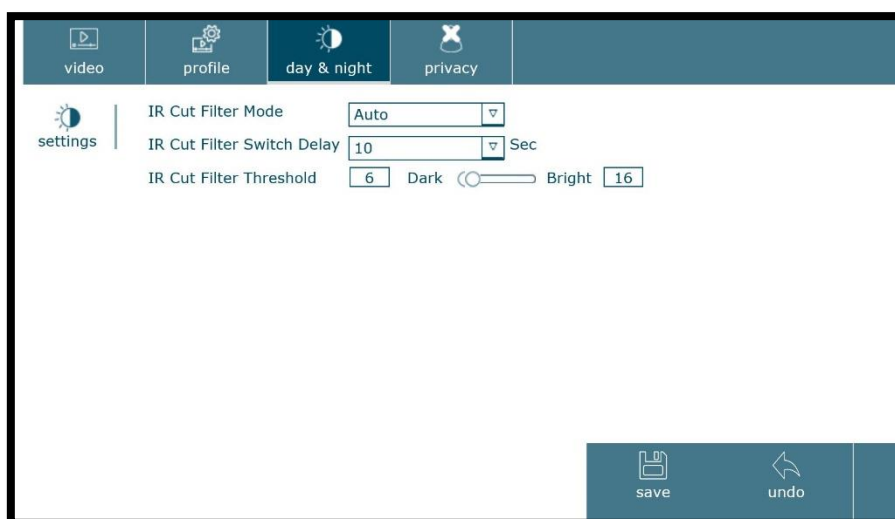 video profile day & night privacy
settings
IR Cut Filter Mode Auto
IR Cut Filter Switch Delay 10 Sec
IR Cut Filter Threshold 6 Dark Bright 16
save undo